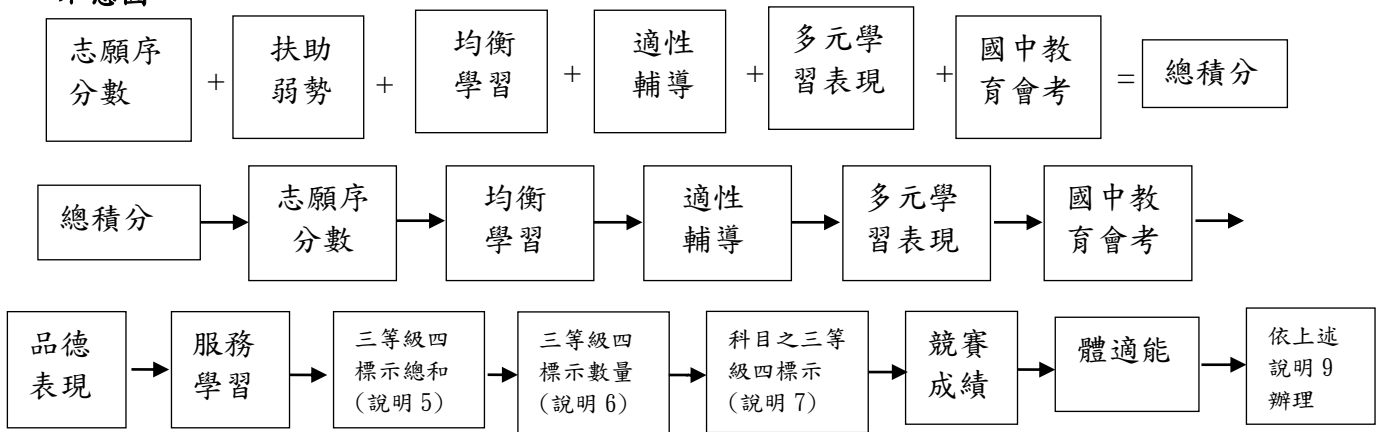 志願序
分數
+
扶助
弱勢
+
均衡
學習
+
適性
輔導
+
多元學
習表現
+
國中教
育會考
=
總積分
總積分
志願序
分數
均衡
學習
適性
輔導
多元學
習表現
國中教
育會考
品德
表現
服務
學習
三等級四
標示總和
(說明5)
三等級四
標示數量
(說明6)
科目之三等
級四標示
(說明7)
競賽
成績
體適能
依上述
說明9
辦理